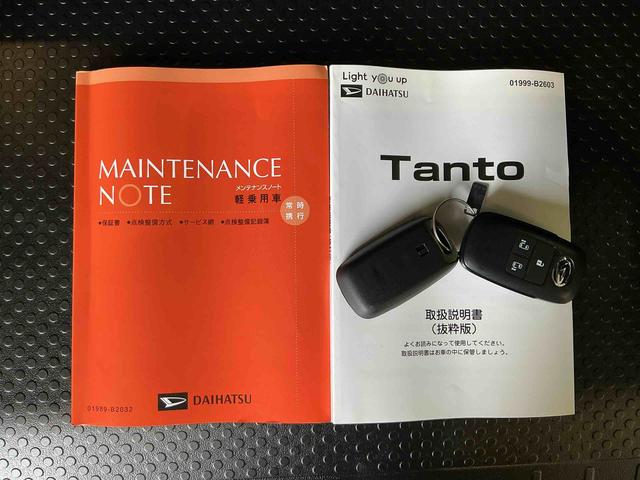 MAINTENANCE
NOTE
メンテナンスノート
軽乗用車
常時
携行
●保証書 ●点検整備方式 ●サービス網 ●点検整備記録簿
01989-B2032
DAIHATSU
Light you up
DAIHATSU
01999-B2603
Tanto
取扱説明書
(抜粋版)
よくお読みになって使用してください。
取扱説明書はお車の中に保管しましょう。